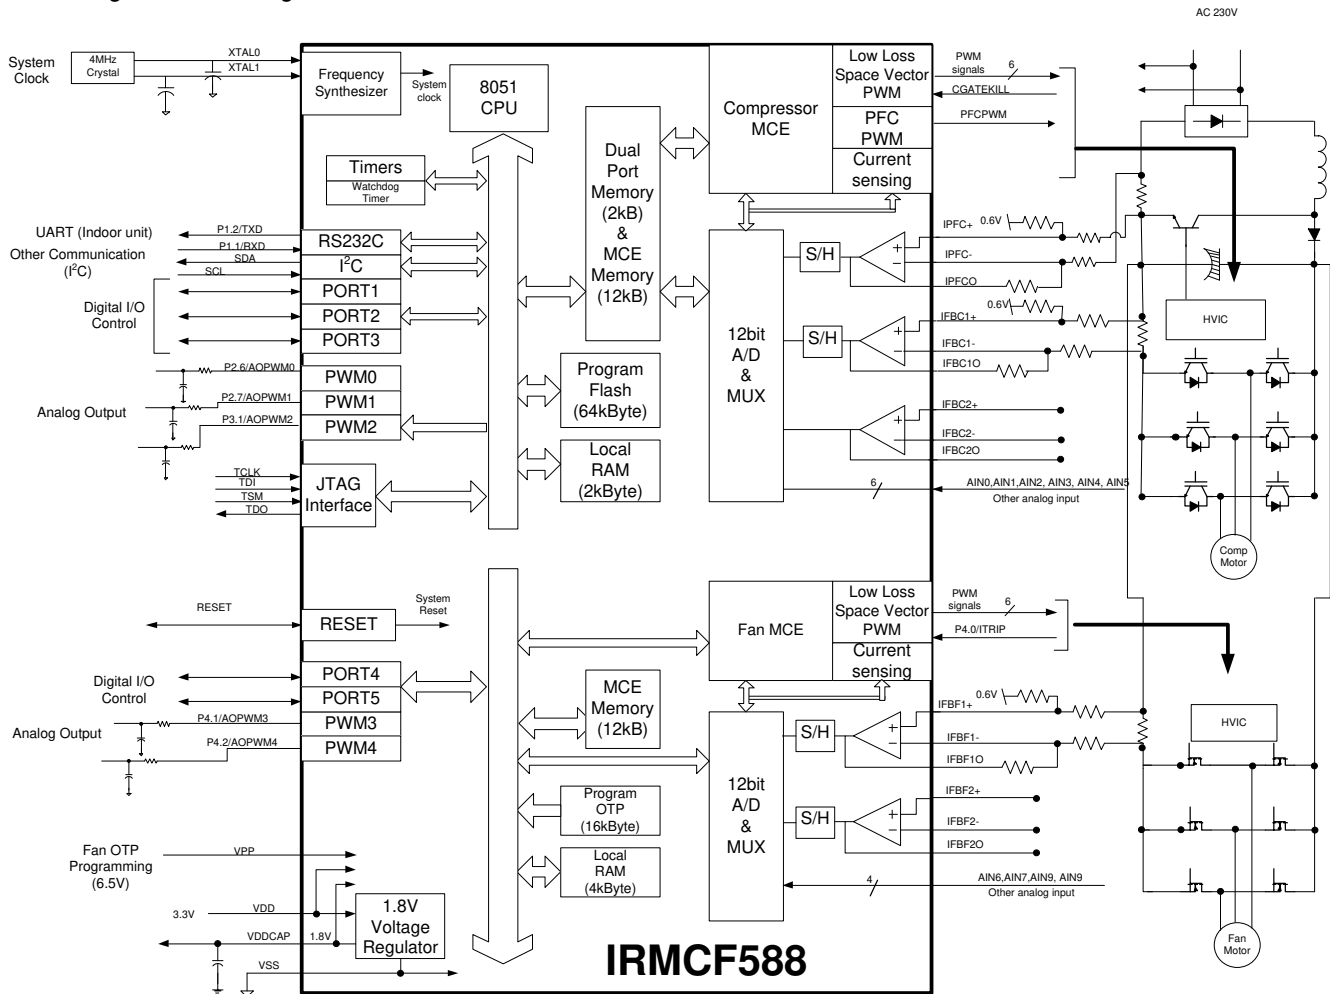 AC 230V
System
Clock
4MHz
Crystal
XTAL0
XTAL1
Frequency
Synthesizer
System
clock
8051
CPU
Timers
Watchdog
Timer
Dual
Port
Memory
(2kB)
&
MCE
Memory
(12kB)
Compressor
MCE
Low Loss
Space Vector
PWM
PFC
PWM
Current
sensing
PWM
signals
6
CGATEKILL
PFCPWM
UART (Indoor unit)
Other Communication
(I2C)
P1.2/TXD
P1.1/RXD
SDA
SCL
RS232C
I2C
PORT1
PORT2
PORT3
Digital I/O
Control
P2.6/AOPWM0
P2.7/AOPWM1
P3.1/AOPWM2
Analog Output
PWM0
PWM1
PWM2
TCLK
TDI
TSM
TDO
JTAG
Interface
Program
Flash
(64kByte)
Local
RAM
(2kByte)
12bit
A/D
&
MUX
S/H
+
−
IPFC+
0.6V
IPFC-
IPFCO
S/H
+
−
0.6V
IFBC1+
IFBC1-
IFBC1O
+
−
IFBC2+
IFBC2-
IFBC2O
6
AIN0,AIN1,AIN2, AIN3, AIN4, AIN5
Other analog input
HVIC
Comp
Motor
RESET
RESET
System
Reset
Fan MCE
Low Loss
Space Vector
PWM
Current
sensing
PWM
signals
6
P4.0/ITRIP
Digital I/O
Control
PORT4
PORT5
PWM3
PWM4
Analog Output
P4.1/AOPWM3
P4.2/AOPWM4
MCE
Memory
(12kB)
Program
OTP
(16kByte)
Local
RAM
(4kByte)
12bit
A/D
&
MUX
S/H
+
−
0.6V
IFBF1+
IFBF1-
IFBF1O
S/H
+
−
IFBF2+
IFBF2-
IFBF2O
4
AIN6,AIN7,AIN9, AIN9
Other analog input
HVIC
Fan
Motor
Fan OTP
Programming
(6.5V)
VPP
3.3V
VDD
VDDCAP
1.8V
VSS
1.8V
Voltage
Regulator
IRMCF588